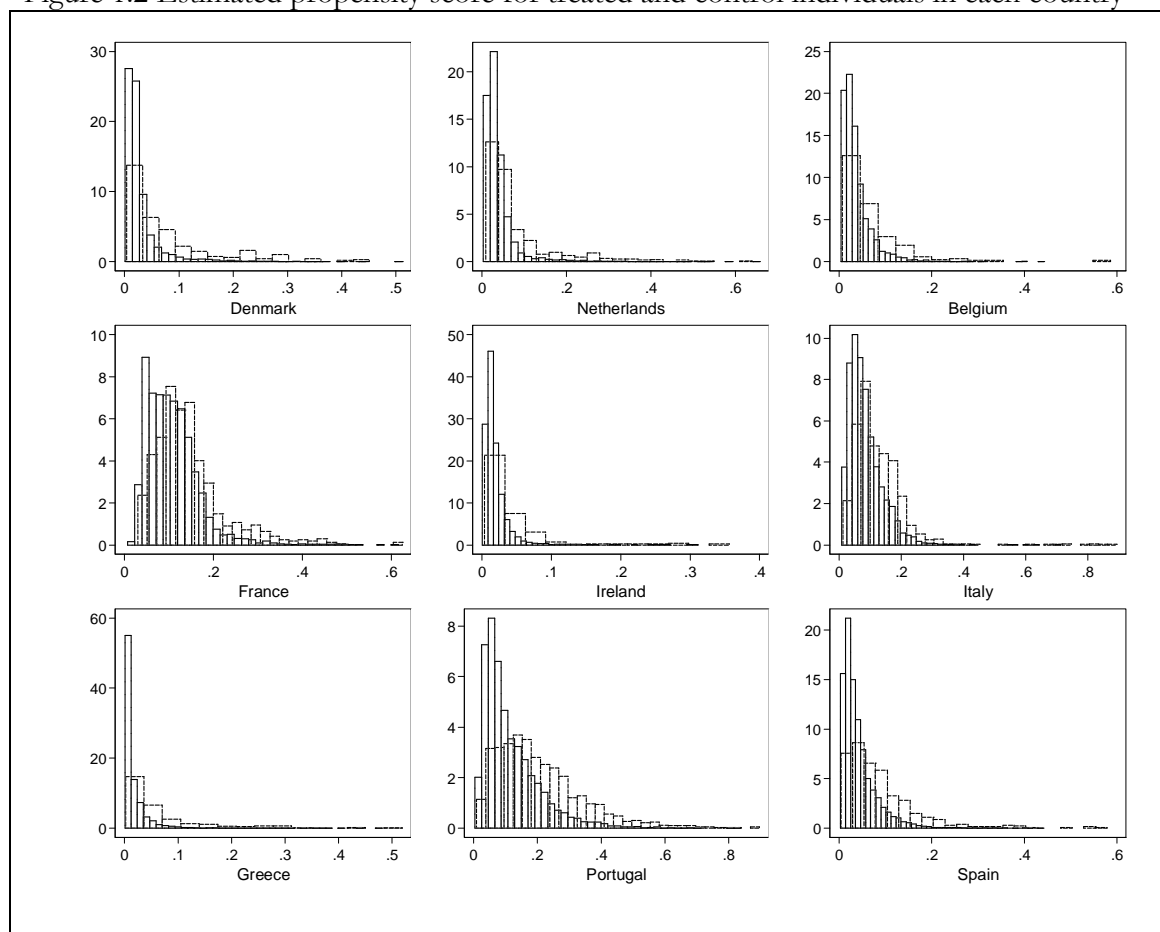 Figure 1.2 Estimated propensity score for treated and control individuals in each country
30
20
10
0
0 .1 .2 .3 .4 .5
Denmark
20
15
10
5
0
0 .2 .4 .6
Netherlands
25
20
15
10
5
0
0 .2 .4 .6
Belgium
10
8
6
4
2
0
0 .2 .4 .6
France
50
40
30
20
10
0
0 .1 .2 .3 .4
Ireland
10
8
6
4
2
0
0 .2 .4 .6 .8
Italy
60
40
20
0
0 .1 .2 .3 .4 .5
Greece
8
6
4
2
0
0 .2 .4 .6 .8
Portugal
20
15
10
5
0
0 .2 .4 .6
Spain